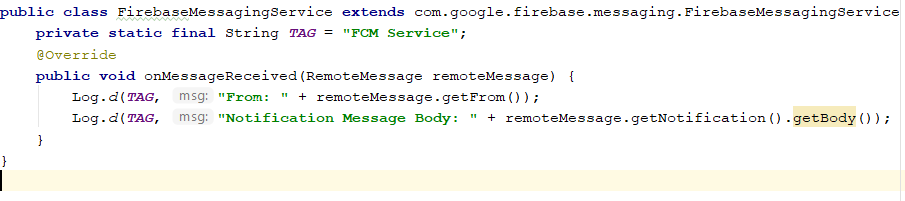 public class FirebaseMessagingService extends com.google.firebase.messaging.FirebaseMessagingService
private static final String TAG = "FCM Service";
@Override
public void onMessageReceived(RemoteMessage remoteMessage) {
Log.d(TAG, msg: "From: " + remoteMessage.getFrom());
Log.d(TAG, msg: "Notification Message Body: " + remoteMessage.getNotification().getBody());
}
}